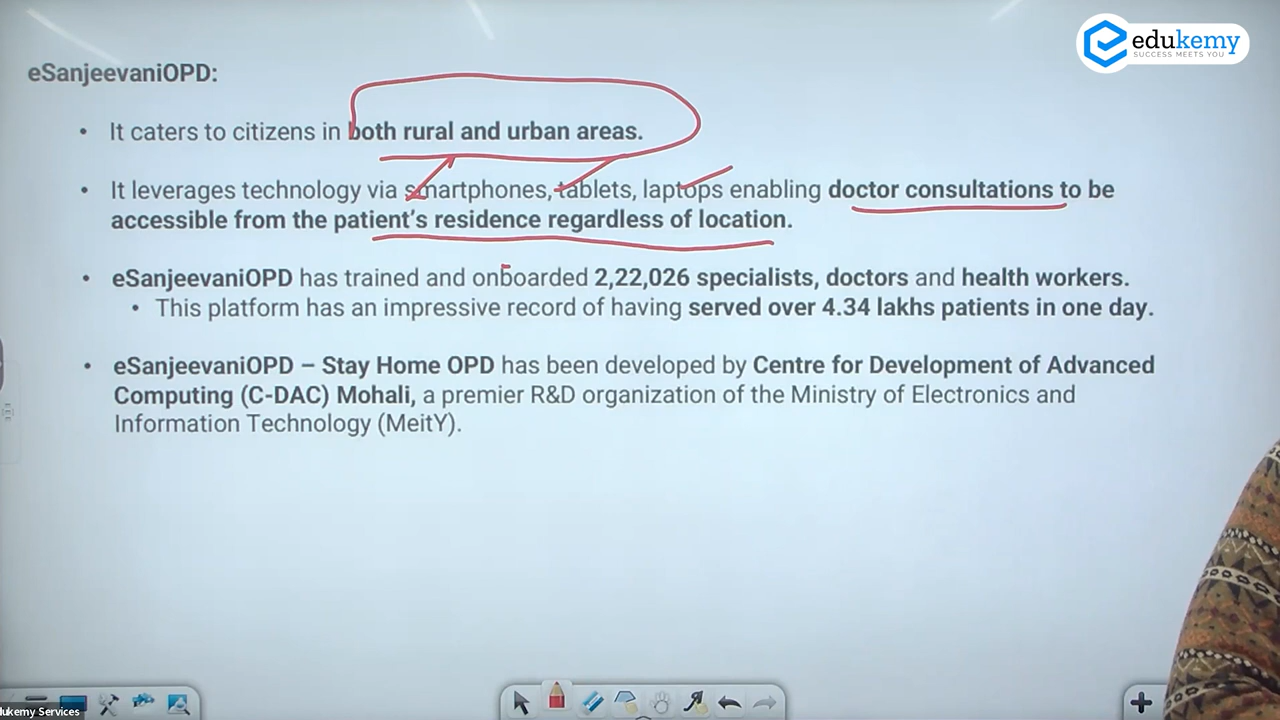 edukemy
SUCCESS MEETS YOU
eSanjeevaniOPD:
• It caters to citizens in both rural and urban areas.
• It leverages technology via smartphones, tablets, laptops enabling doctor consultations to be
accessible from the patient's residence regardless of location.
• eSanjeevaniOPD has trained and onboarded 2,22,026 specialists, doctors and health workers.
• This platform has an impressive record of having served over 4.34 lakhs patients in one day.
• eSanjeevaniOPD – Stay Home OPD has been developed by Centre for Development of Advanced
Computing (C-DAC) Mohali, a premier R&D organization of the Ministry of Electronics and
Information Technology (MeitY).
dukemy Services